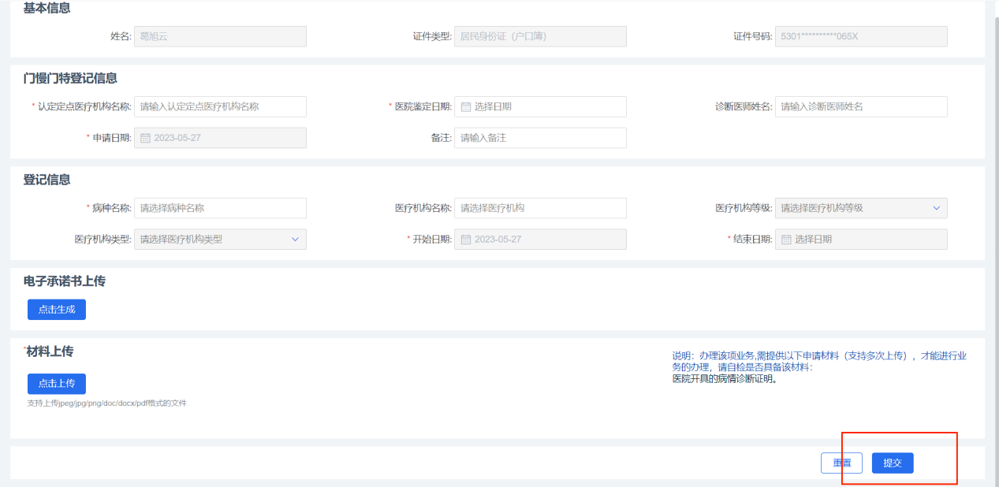 基本信息
姓名: 葛旭云 证件类型: 居民身份证（户口簿） 证件号码: 5301**********065X
门慢门特登记信息
* 认定定点医疗机构名称: 请输入认定定点医疗机构名称 * 医院鉴定日期: 选择日期 诊断医师姓名: 请输入诊断医师姓名
* 申请日期: 2023-05-27 备注: 请输入备注
登记信息
* 病种名称: 请选择病种名称 医疗机构名称: 请选择医疗机构 医疗机构等级: 请选择医疗机构等级
医疗机构类型: 请选择医疗机构类型 * 开始日期: 2023-05-27 * 结束日期: 选择日期
电子承诺书上传
点击生成
*材料上传
点击上传
支持上传jpeg/jpg/png/doc/docx/pdf格式的文件
说明：办理该项业务,需提供以下申请材料（支持多次上传），才能进行业
务的办理，请自检是否具备该材料：
医院开具的病情诊断证明。
重置 提交